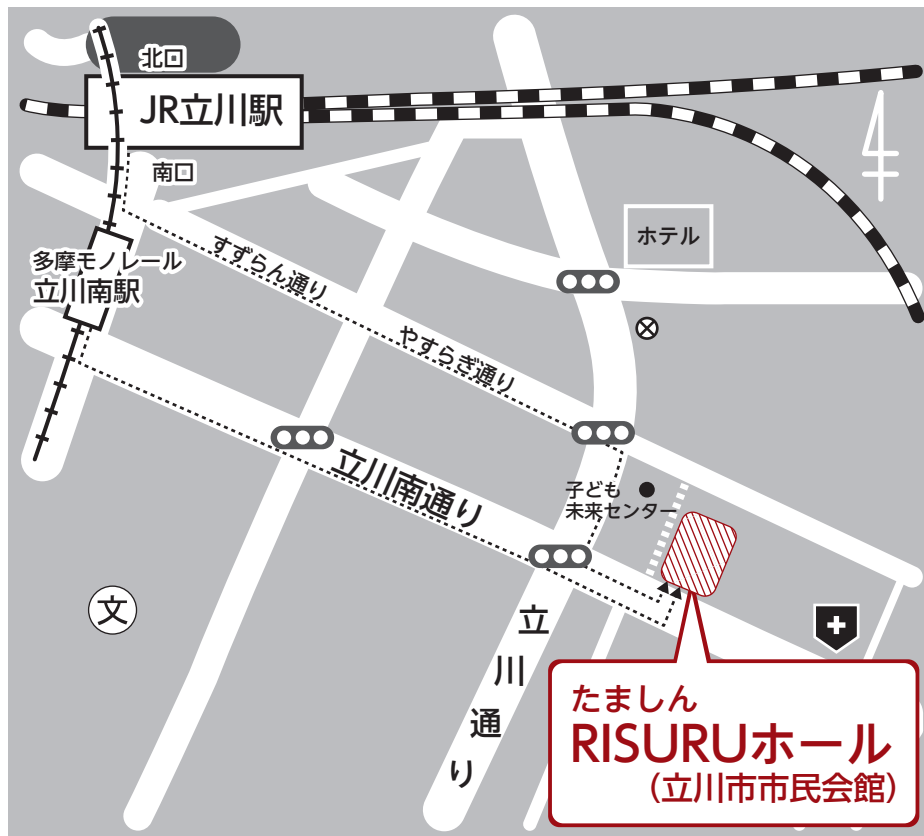 北口
JR立川駅
南口
ホテル
すずらん通り
多摩モノレール
立川南駅
やすらぎ通り
立川南通り
子ども
未来センター
文
立川通り
たましん
RISURUホール
(立川市市民会館)